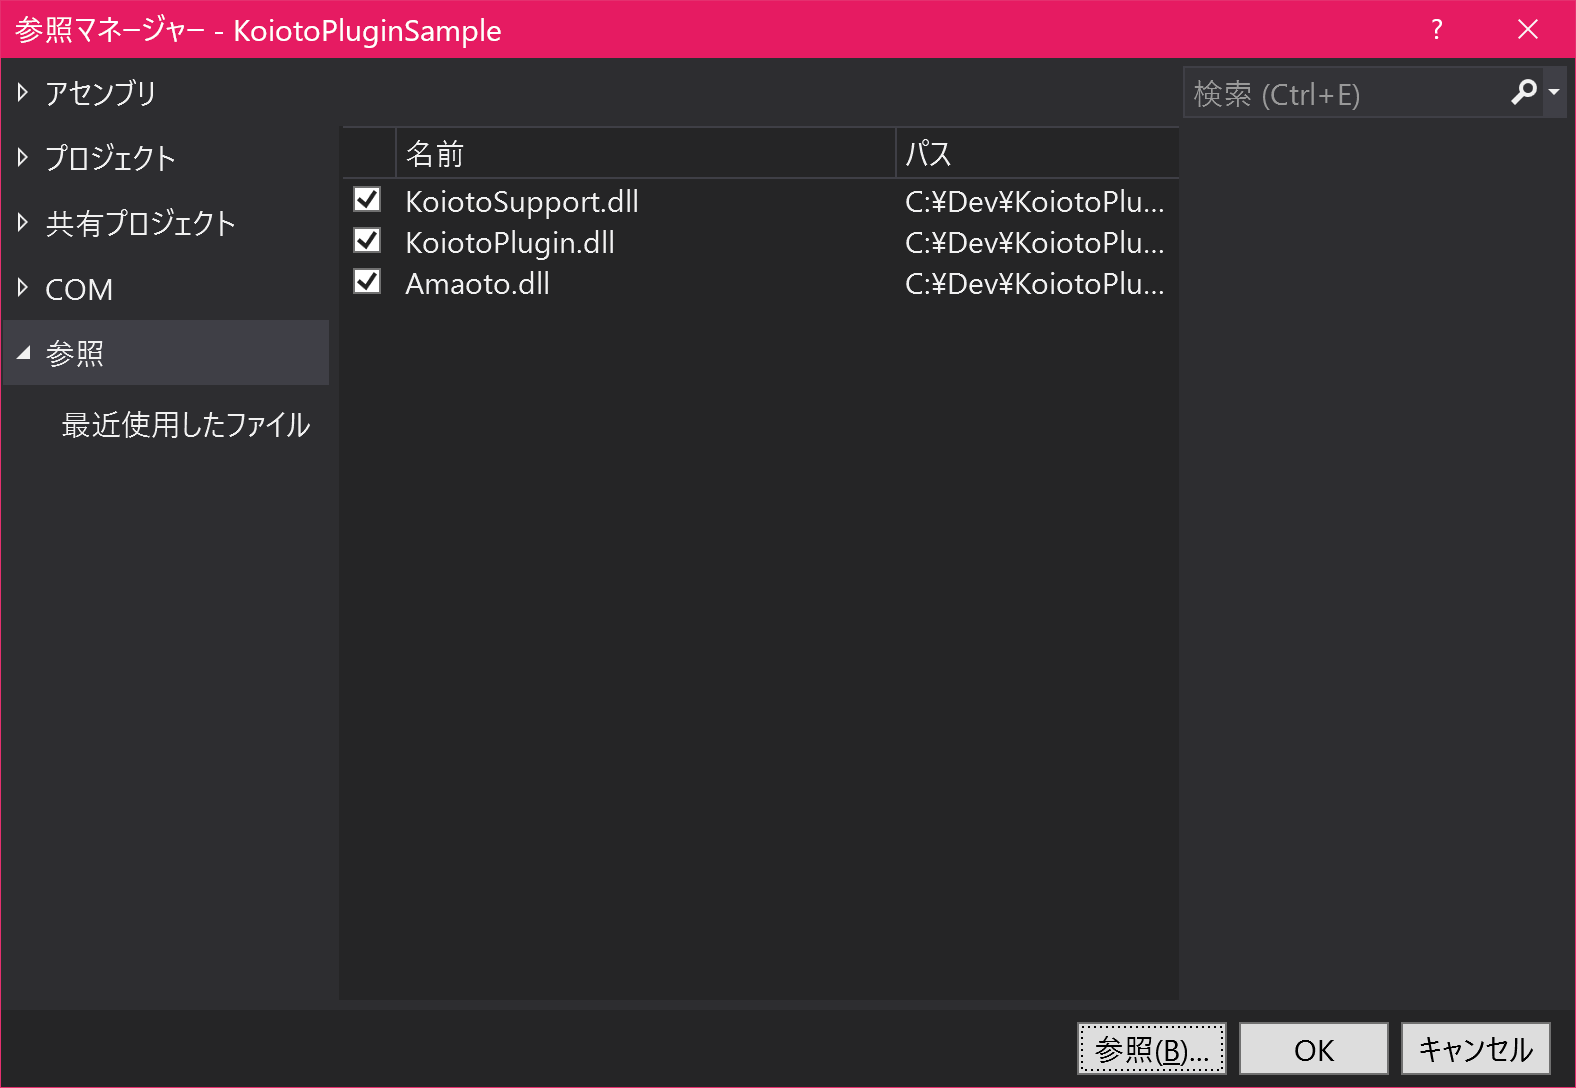 参照マネージャー - KoiotoPluginSample
?
アセンブリ
プロジェクト
共有プロジェクト
COM
参照
最近使用したファイル
検索 (Ctrl+E)
名前 パス
KoiotoSupport.dll C:¥Dev¥KoiotoPlu...
KoiotoPlugin.dll C:¥Dev¥KoiotoPlu...
Amaoto.dll C:¥Dev¥KoiotoPlu...
参照(B)... OK キャンセル